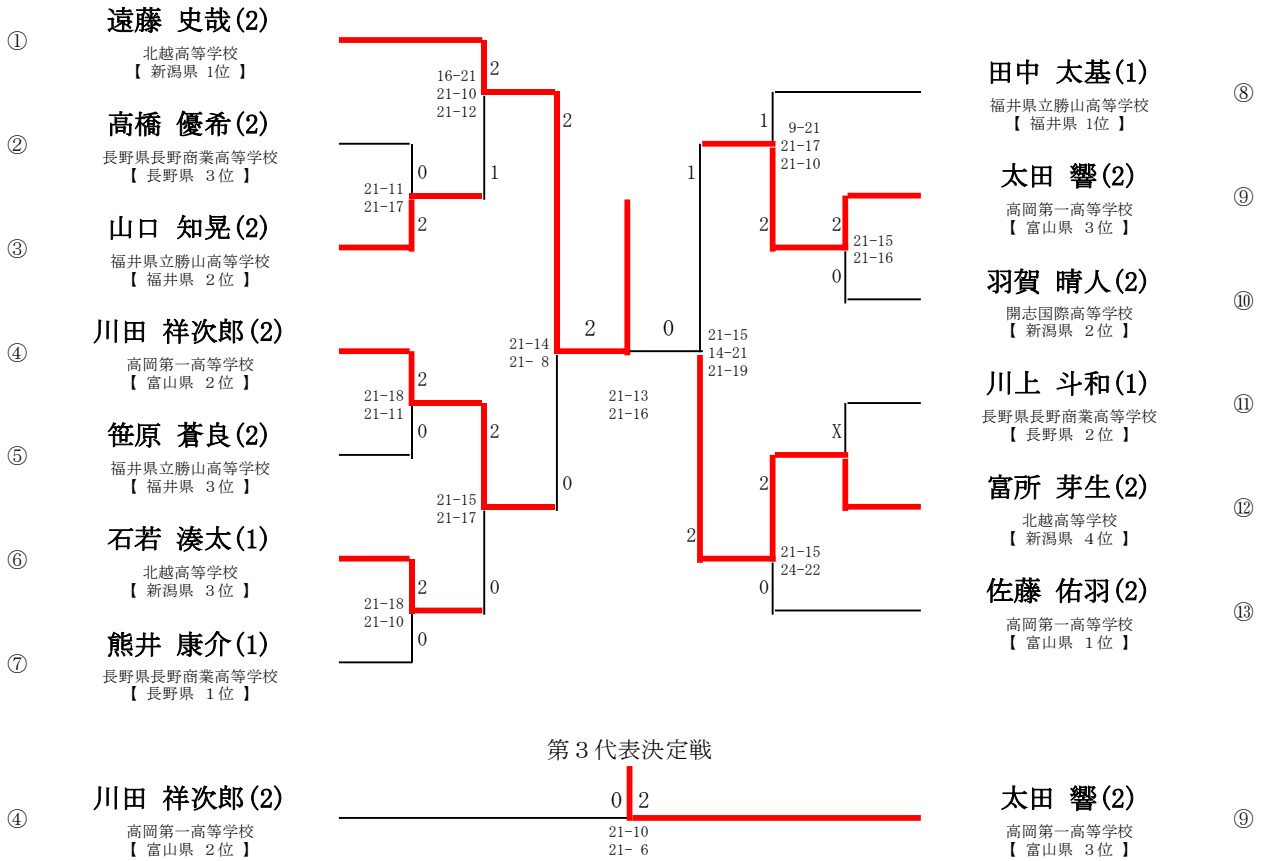 ①
遠藤 史哉(2)
北越高等学校
【 新潟県 1位 】
②
高橋 優希(2)
長野県長野商業高等学校
【 長野県 3位 】
③
山口 知晃(2)
福井県立勝山高等学校
【 福井県 2位 】
④
川田 祥次郎(2)
高岡第一高等学校
【 富山県 2位 】
⑤
笹原 蒼良(2)
福井県立勝山高等学校
【 福井県 3位 】
⑥
石若 湊太(1)
北越高等学校
【 新潟県 3位 】
⑦
熊井 康介(1)
長野県長野商業高等学校
【 長野県 1位 】
0
21-11
21-17
2
2
21-18
21-11
0
2
21-18
21-10
0
2
16-21
21-10
21-12
1
2
21-15
21-17
0
2
21-14
21- 8
0
2
0
21-13
21-16
1
21-15
14-21
21-19
2
1
9-21
21-17
21-10
2
2
21-15
21-16
0
X
2
21-15
24-22
0
田中 太基(1)
福井県立勝山高等学校
【 福井県 1位 】
⑧
太田 響(2)
高岡第一高等学校
【 富山県 3位 】
⑨
羽賀 晴人(2)
開志国際高等学校
【 新潟県 2位 】
⑩
川上 斗和(1)
長野県長野商業高等学校
【 長野県 2位 】
⑪
富所 芽生(2)
北越高等学校
【 新潟県 4位 】
⑫
佐藤 佑羽(2)
高岡第一高等学校
【 富山県 1位 】
⑬
第3代表決定戦
④
川田 祥次郎(2)
高岡第一高等学校
【 富山県 2位 】
0 2
21-10
21- 6
太田 響(2)
高岡第一高等学校
【 富山県 3位 】
⑨